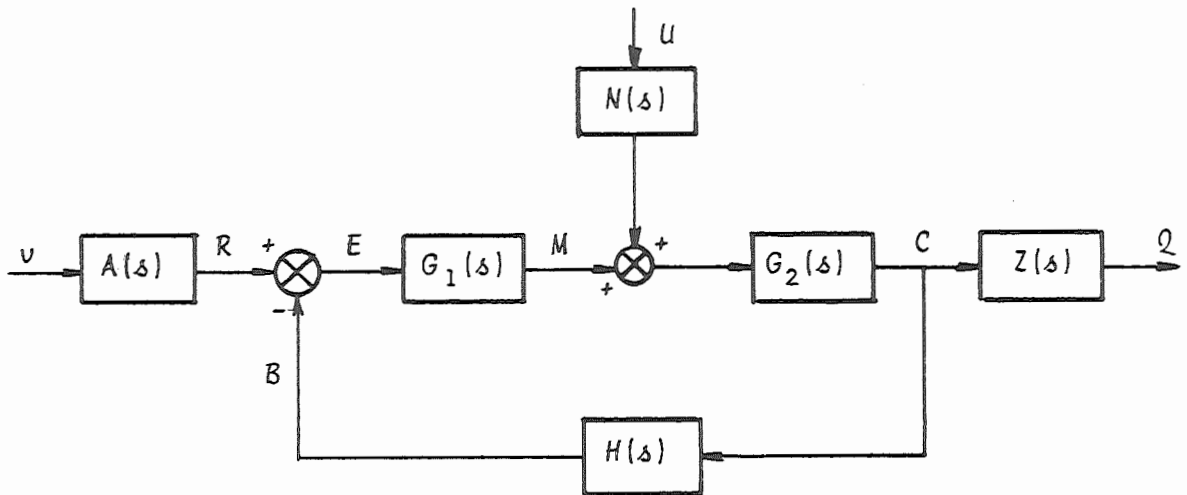 U
N(s)
υ
A(s)
R
+
E
G₁(s)
M
+
+
G₂(s)
C
Z(s)
Q
-
B
H(s)